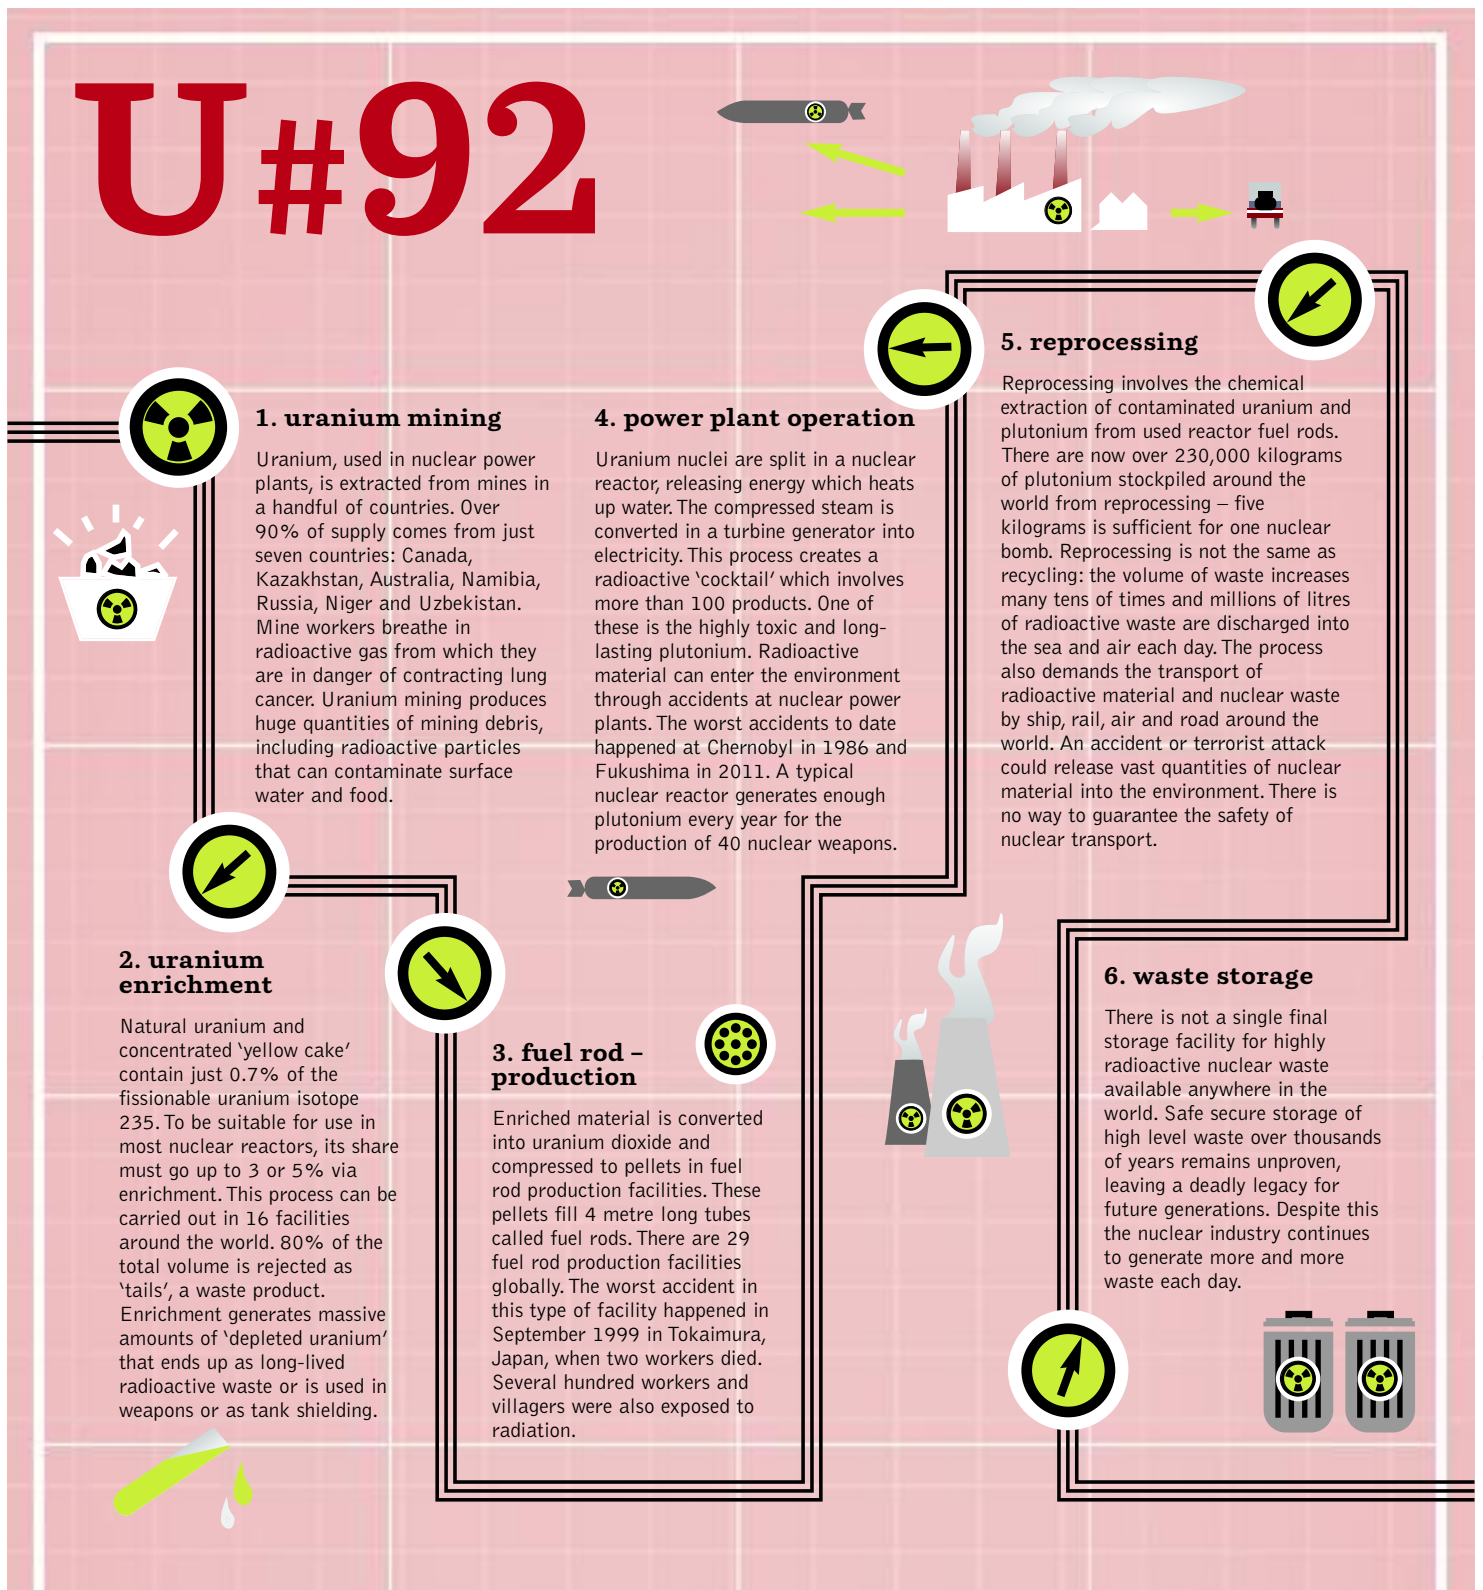 U#92
1. uranium mining
Uranium, used in nuclear power
plants, is extracted from mines in
a handful of countries. Over
90% of supply comes from just
seven countries: Canada,
Kazakhstan, Australia, Namibia,
Russia, Niger and Uzbekistan.
Mine workers breathe in
radioactive gas from which they
are in danger of contracting lung
cancer. Uranium mining produces
huge quantities of mining debris,
including radioactive particles
that can contaminate surface
water and food.
2. uranium
enrichment
Natural uranium and
concentrated ‘yellow cake’
contain just 0.7% of the
fissionable uranium isotope
235. To be suitable for use in
most nuclear reactors, its share
must go up to 3 or 5% via
enrichment. This process can be
carried out in 16 facilities
around the world. 80% of the
total volume is rejected as
‘tails’, a waste product.
Enrichment generates massive
amounts of ‘depleted uranium’
that ends up as long-lived
radioactive waste or is used in
weapons or as tank shielding.
3. fuel rod –
production
Enriched material is converted
into uranium dioxide and
compressed to pellets in fuel
rod production facilities. These
pellets fill 4 metre long tubes
called fuel rods. There are 29
fuel rod production facilities
globally. The worst accident in
this type of facility happened in
September 1999 in Tokaimura,
Japan, when two workers died.
Several hundred workers and
villagers were also exposed to
radiation.
4. power plant operation
Uranium nuclei are split in a nuclear
reactor, releasing energy which heats
up water. The compressed steam is
converted in a turbine generator into
electricity. This process creates a
radioactive ‘cocktail’ which involves
more than 100 products. One of
these is the highly toxic and long-
lasting plutonium. Radioactive
material can enter the environment
through accidents at nuclear power
plants. The worst accidents to date
happened at Chernobyl in 1986 and
Fukushima in 2011. A typical
nuclear reactor generates enough
plutonium every year for the
production of 40 nuclear weapons.
5. reprocessing
Reprocessing involves the chemical
extraction of contaminated uranium and
plutonium from used reactor fuel rods.
There are now over 230,000 kilograms
of plutonium stockpiled around the
world from reprocessing – five
kilograms is sufficient for one nuclear
bomb. Reprocessing is not the same as
recycling: the volume of waste increases
many tens of times and millions of litres
of radioactive waste are discharged into
the sea and air each day. The process
also demands the transport of
radioactive material and nuclear waste
by ship, rail, air and road around the
world. An accident or terrorist attack
could release vast quantities of nuclear
material into the environment. There is
no way to guarantee the safety of
nuclear transport.
6. waste storage
There is not a single final
storage facility for highly
radioactive nuclear waste
available anywhere in the
world. Safe secure storage of
high level waste over thousands
of years remains unproven,
leaving a deadly legacy for
future generations. Despite this
the nuclear industry continues
to generate more and more
waste each day.